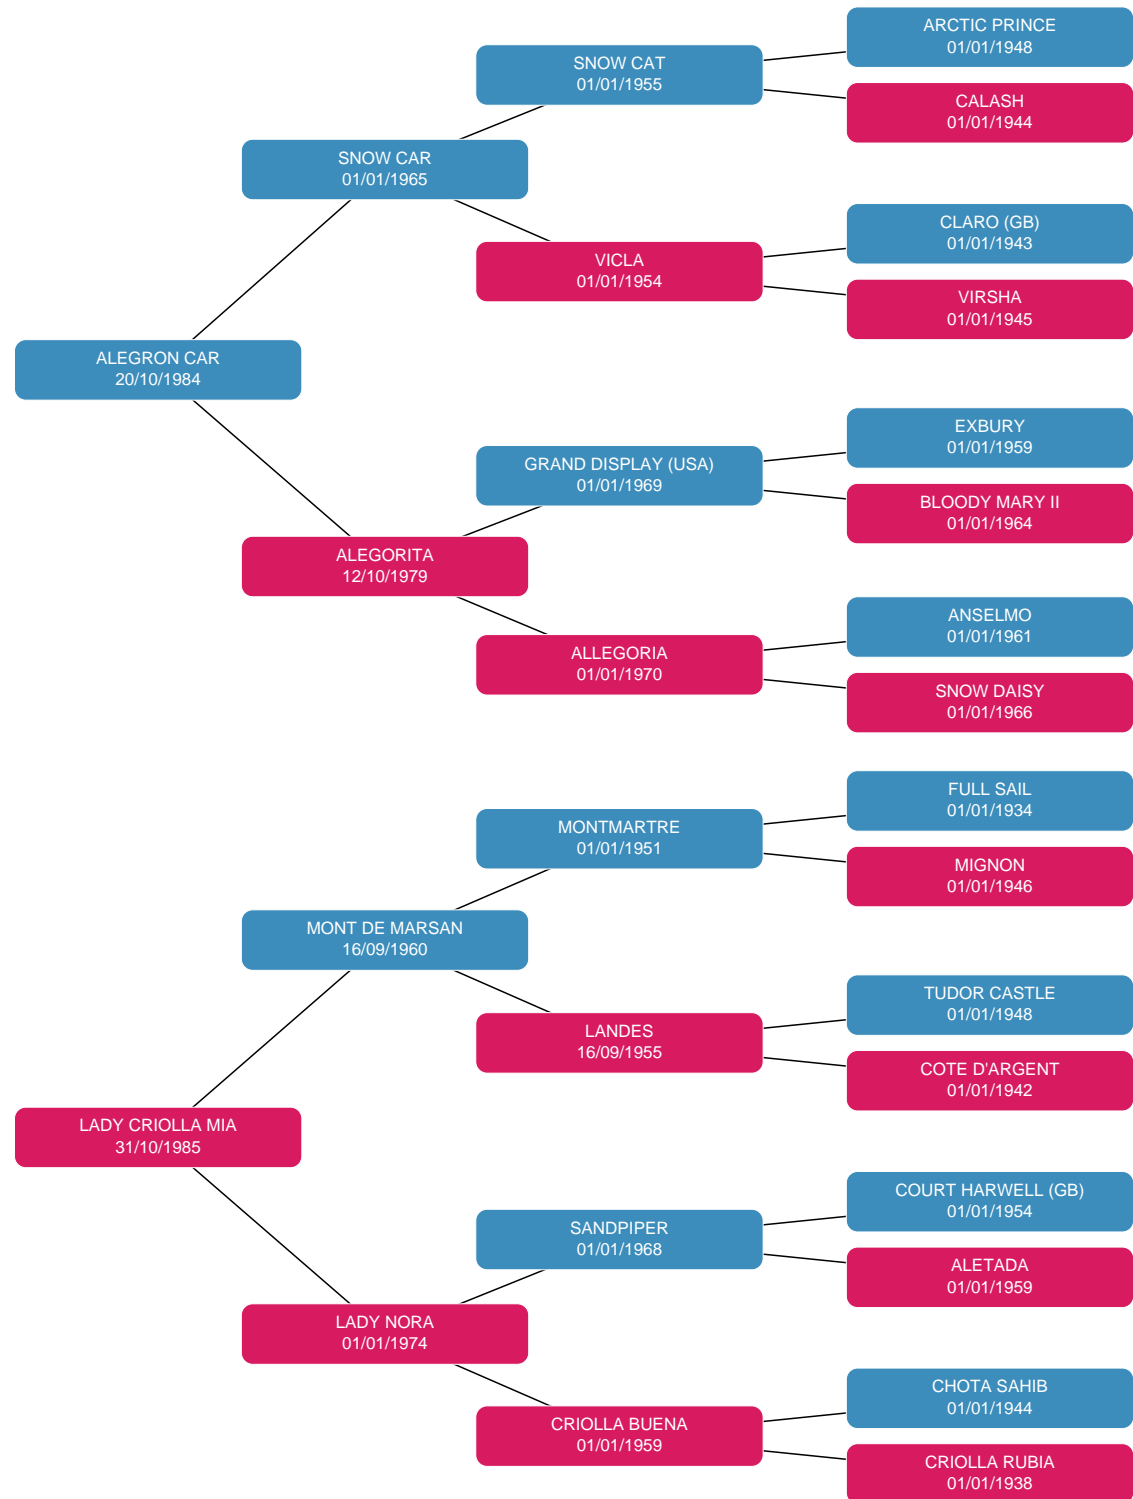 ARCTIC PRINCE
01/01/1948
SNOW CAT
01/01/1955
CALASH
01/01/1944
SNOW CAR
01/01/1965
CLARO (GB)
01/01/1943
VICLA
01/01/1954
VIRSHA
01/01/1945
ALEGRON CAR
20/10/1984
EXBURY
01/01/1959
GRAND DISPLAY (USA)
01/01/1969
BLOODY MARY II
01/01/1964
ALEGORITA
12/10/1979
ANSELMO
01/01/1961
ALLEGORIA
01/01/1970
SNOW DAISY
01/01/1966
FULL SAIL
01/01/1934
MONTMARTRE
01/01/1951
MIGNON
01/01/1946
MONT DE MARSAN
16/09/1960
TUDOR CASTLE
01/01/1948
LANDES
16/09/1955
COTE D'ARGENT
01/01/1942
LADY CRIOLLA MIA
31/10/1985
COURT HARWELL (GB)
01/01/1954
SANDPIPER
01/01/1968
ALETADA
01/01/1959
LADY NORA
01/01/1974
CHOTA SAHIB
01/01/1944
CRIOLLA BUENA
01/01/1959
CRIOLLA RUBIA
01/01/1938